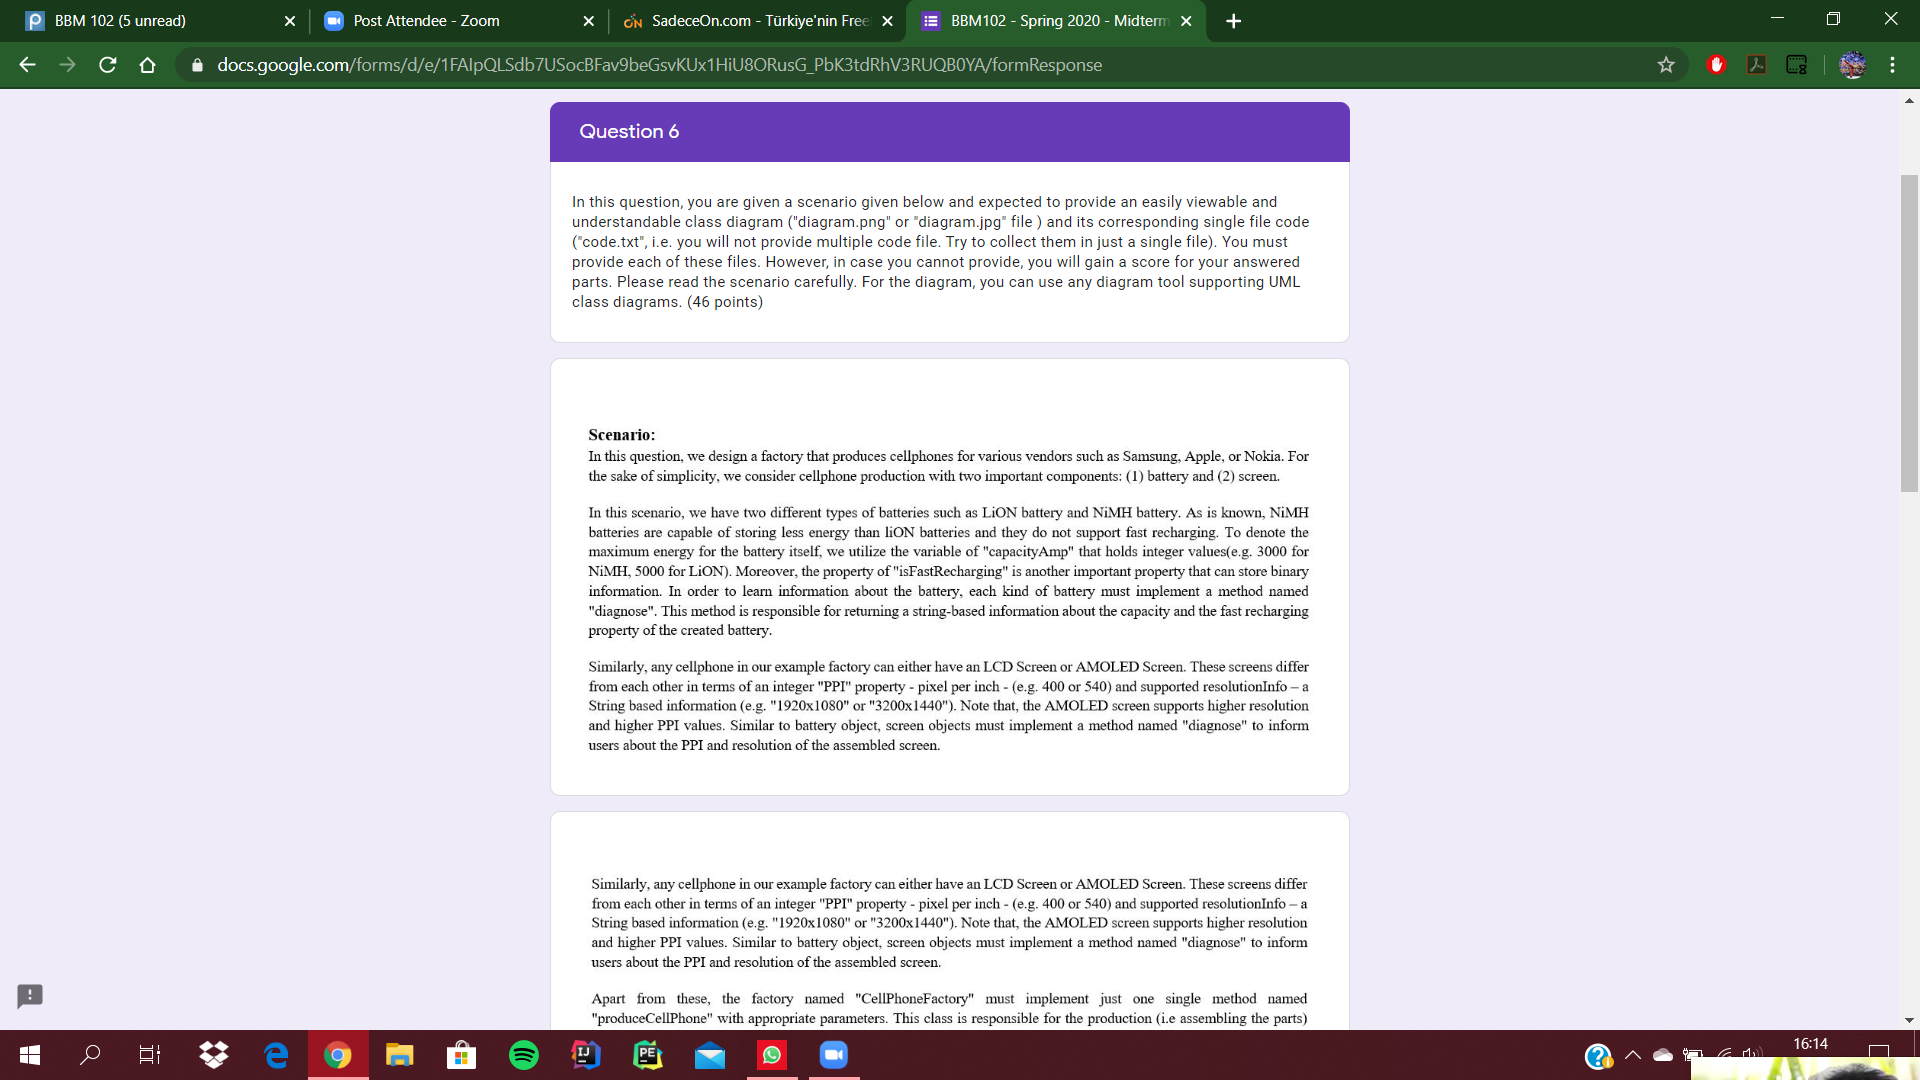 BBM 102 (5 unread)
Post Attendee - Zoom
SadeceOn.com - Türkiye'nin Free
BBM102 - Spring 2020 - Midterm
docs.google.com/forms/d/e/1FAIpQLSdb7USocBFav9beGsvKUx1HiU8ORusG_PbK3tdRhV3RUQB0YA/formResponse
Question 6
In this question, you are given a scenario given below and expected to provide an easily viewable and
understandable class diagram ("diagram.png" or "diagram.jpg" file ) and its corresponding single file code
("code.txt", i.e. you will not provide multiple code file. Try to collect them in just a single file). You must
provide each of these files. However, in case you cannot provide, you will gain a score for your answered
parts. Please read the scenario carefully. For the diagram, you can use any diagram tool supporting UML
class diagrams. (46 points)
Scenario:
In this question, we design a factory that produces cellphones for various vendors such as Samsung, Apple, or Nokia. For
the sake of simplicity, we consider cellphone production with two important components: (1) battery and (2) screen.
In this scenario, we have two different types of batteries such as LiON battery and NiMH battery. As is known, NiMH
batteries are capable of storing less energy than liON batteries and they do not support fast recharging. To denote the
maximum energy for the battery itself, we utilize the variable of "capacityAmp" that holds integer values(e.g. 3000 for
NiMH, 5000 for LiON). Moreover, the property of "isFastRecharging" is another important property that can store binary
information. In order to learn information about the battery, each kind of battery must implement a method named
"diagnose". This method is responsible for returning a string-based information about the capacity and the fast recharging
property of the created battery.
Similarly, any cellphone in our example factory can either have an LCD Screen or AMOLED Screen. These screens differ
from each other in terms of an integer "PPI" property - pixel per inch - (e.g. 400 or 540) and supported resolutionInfo – a
String based information (e.g. "1920x1080" or "3200x1440"). Note that, the AMOLED screen supports higher resolution
and higher PPI values. Similar to battery object, screen objects must implement a method named "diagnose" to inform
users about the PPI and resolution of the assembled screen.
Similarly, any cellphone in our example factory can either have an LCD Screen or AMOLED Screen. These screens differ
from each other in terms of an integer "PPI" property - pixel per inch - (e.g. 400 or 540) and supported resolutionInfo – a
String based information (e.g. "1920x1080" or "3200x1440"). Note that, the AMOLED screen supports higher resolution
and higher PPI values. Similar to battery object, screen objects must implement a method named "diagnose" to inform
users about the PPI and resolution of the assembled screen.
Apart from these, the factory named "CellPhoneFactory" must implement just one single method named
"produceCellPhone" with appropriate parameters. This class is responsible for the production (i.e assembling the parts)
16:14